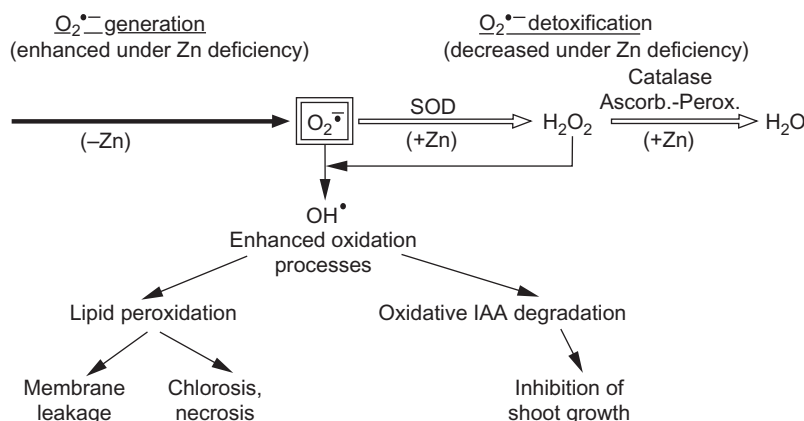 O₂•− generation
(enhanced under Zn deficiency)
O₂•− detoxification
(decreased under Zn deficiency)
Catalase
Ascorb.-Perox.
O₂•−
SOD
H₂O₂
H₂O
(–Zn)
(+Zn)
(+Zn)
OH•
Enhanced oxidation
processes
Lipid peroxidation
Oxidative IAA degradation
Membrane
leakage
Chlorosis,
necrosis
Inhibition of
shoot growth